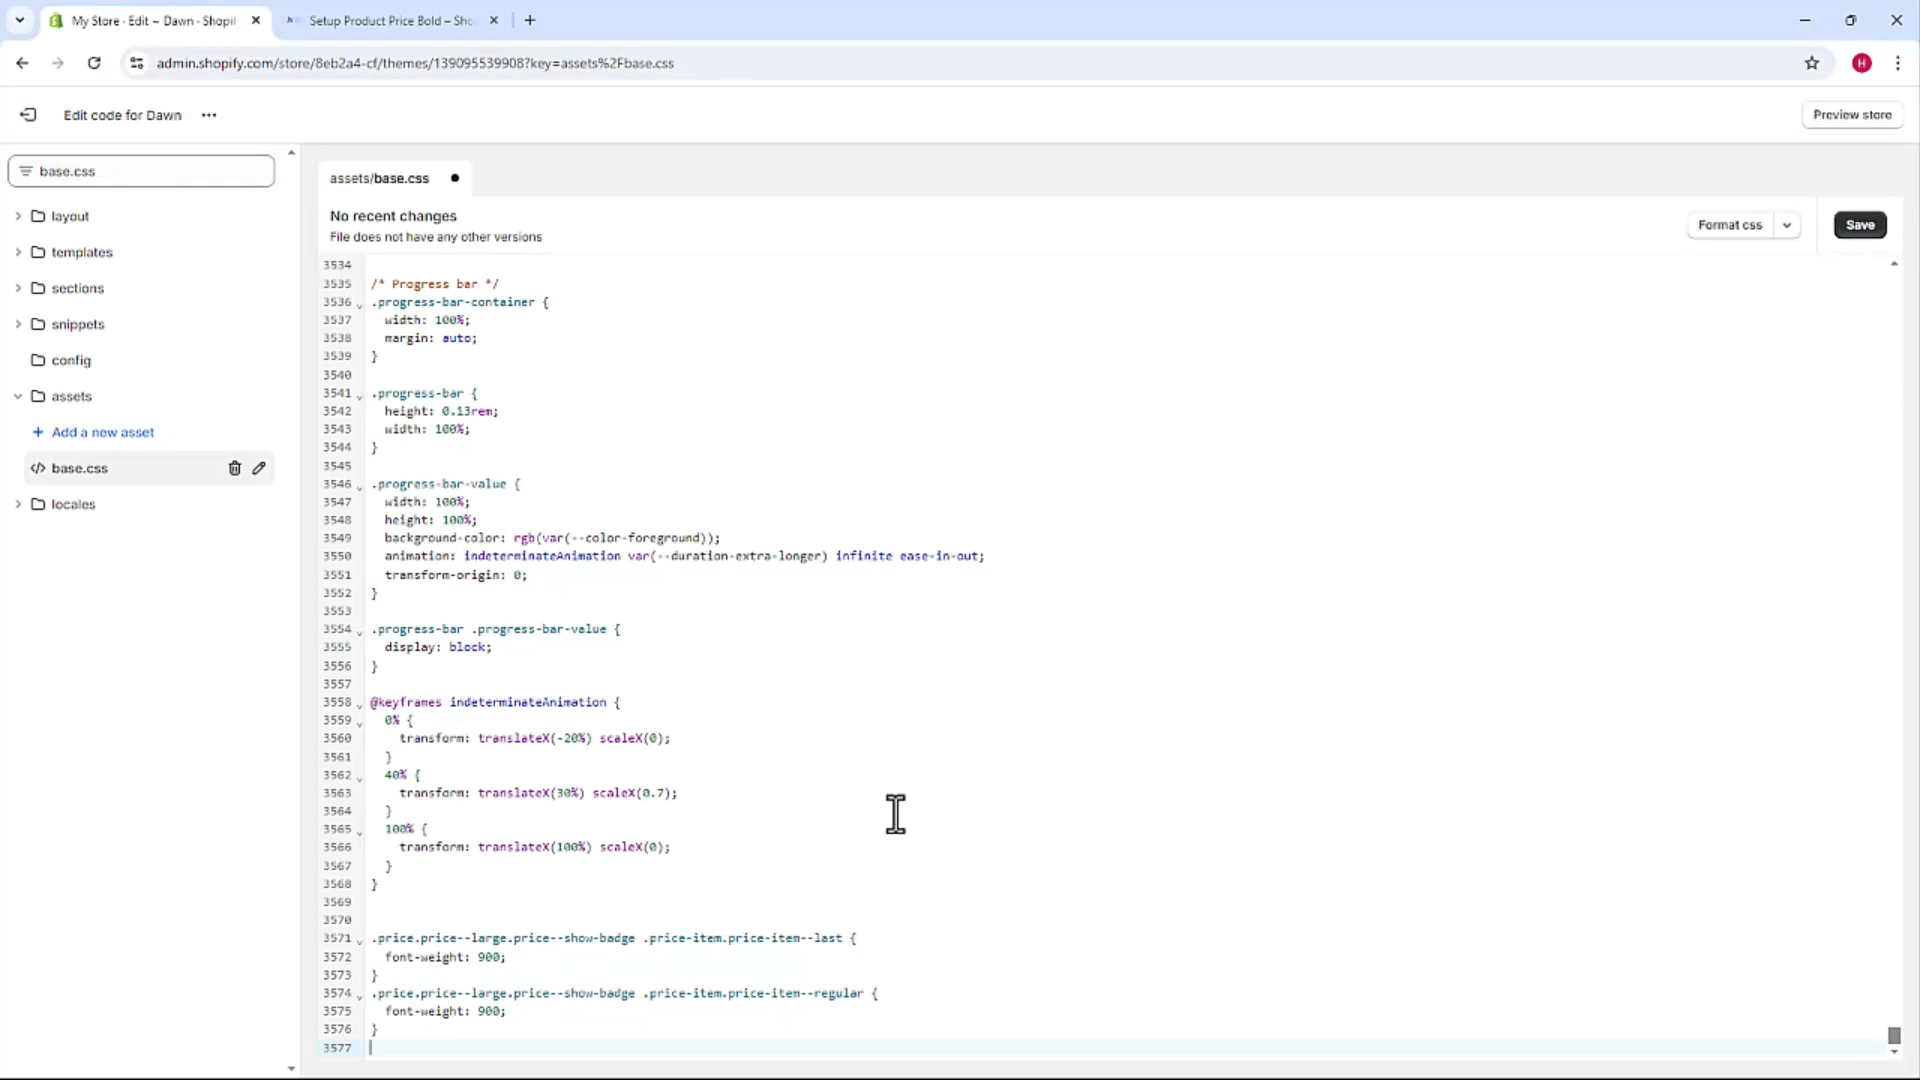 My Store · Edit ~ Dawn · Shopif
Setup Product Price Bold – Sho
admin.shopify.com/store/8eb2a4-cf/themes/139095539908?key=assets%2Fbase.css
H
Edit code for Dawn
Preview store
base.css
layout
templates
sections
snippets
config
assets
Add a new asset
base.css
locales
assets/base.css
No recent changes
File does not have any other versions
Format css
Save
3534
3535 /* Progress bar */
3536 .progress-bar-container {
3537   width: 100%;
3538   margin: auto;
3539 }
3540
3541 .progress-bar {
3542   height: 0.13rem;
3543   width: 100%;
3544 }
3545
3546 .progress-bar-value {
3547   width: 100%;
3548   height: 100%;
3549   background-color: rgb(var(--color-foreground));
3550   animation: indeterminateAnimation var(--duration-extra-longer) infinite ease-in-out;
3551   transform-origin: 0;
3552 }
3553
3554 .progress-bar .progress-bar-value {
3555   display: block;
3556 }
3557
3558 @keyframes indeterminateAnimation {
3559   0% {
3560     transform: translateX(-20%) scaleX(0);
3561   }
3562   40% {
3563     transform: translateX(30%) scaleX(0.7);
3564   }
3565   100% {
3566     transform: translateX(100%) scaleX(0);
3567   }
3568 }
3569
3570
3571 .price.price--large.price--show-badge .price-item.price-item--last {
3572   font-weight: 900;
3573 }
3574 .price.price--large.price--show-badge .price-item.price-item--regular {
3575   font-weight: 900;
3576 }
3577